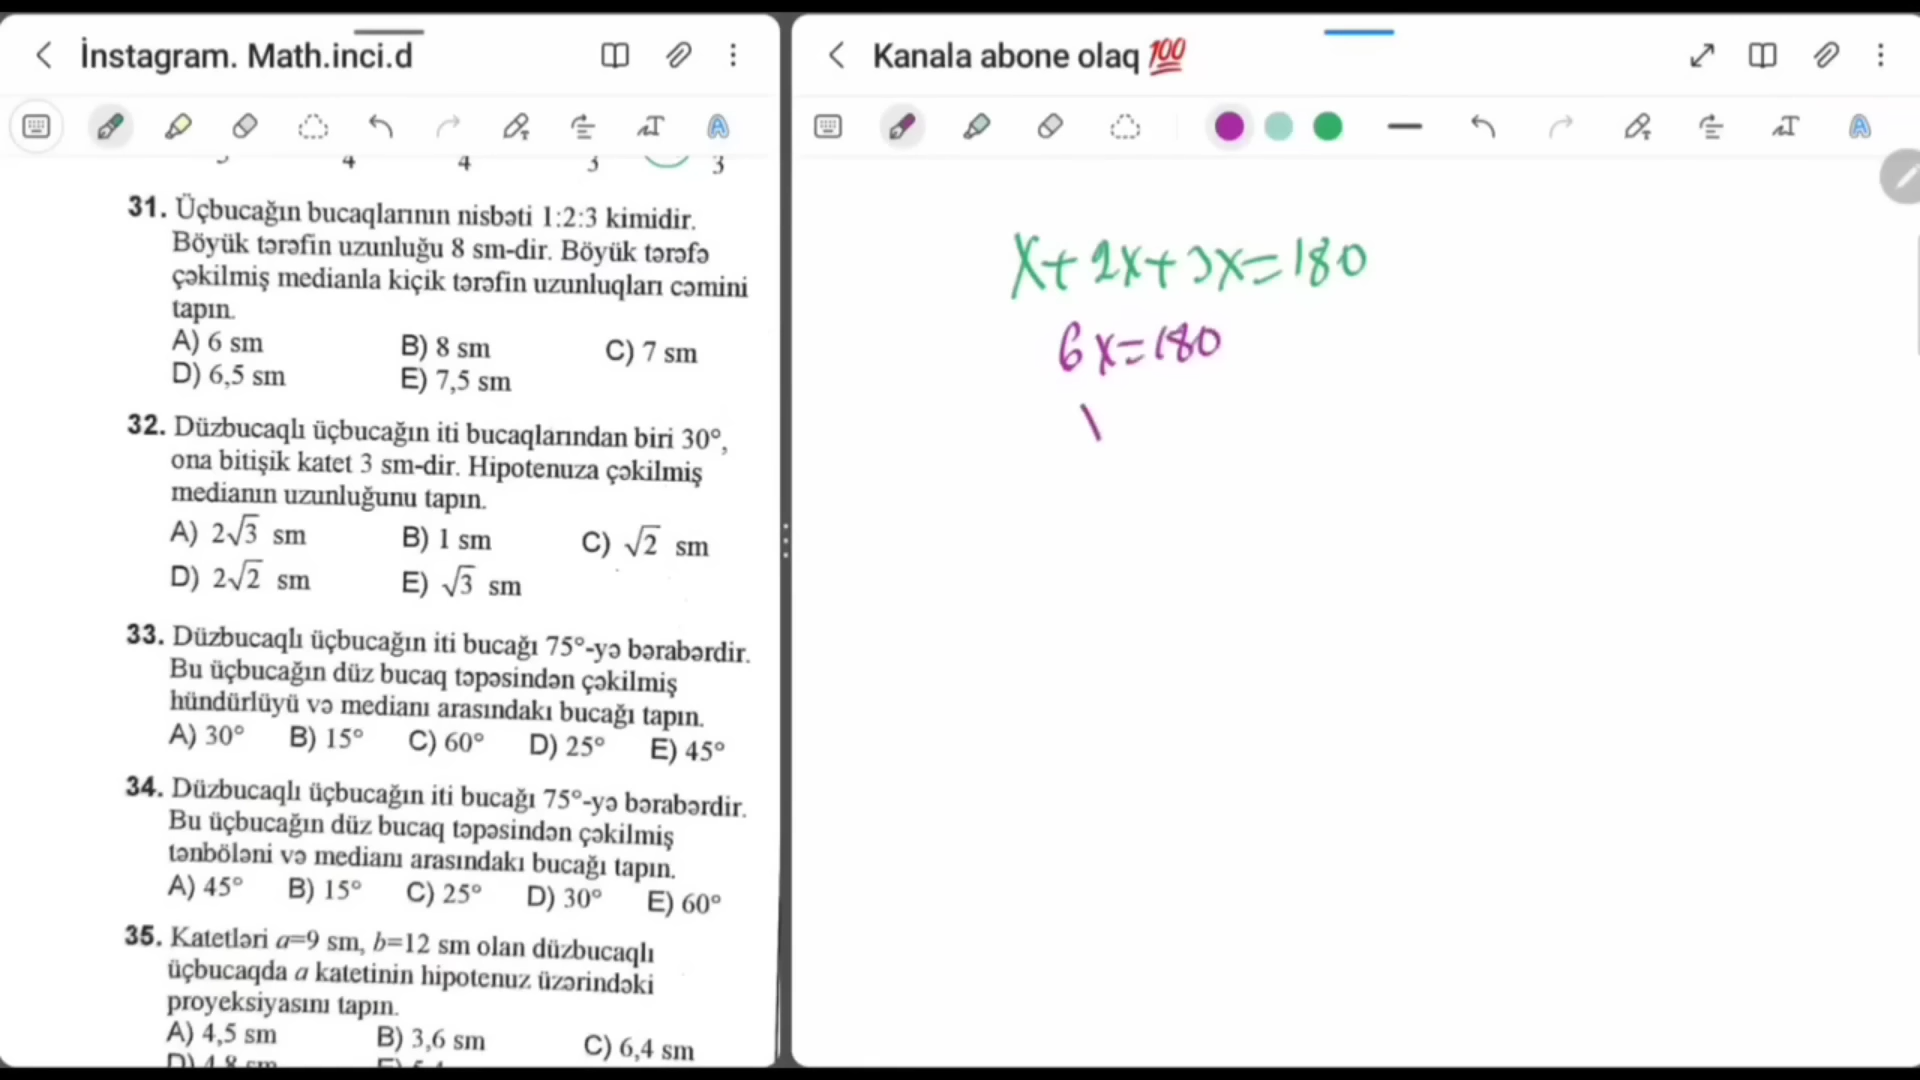 İnstagram. Math.inci.d
4 4 3 3
31. Üçbucağın bucaqlarının nisbəti 1:2:3 kimidir.
Böyük tərəfin uzunluğu 8 sm-dir. Böyük tərəfə
çəkilmiş medianla kiçik tərəfin uzunluqları cəmini
tapın.
A) 6 sm B) 8 sm C) 7 sm
D) 6,5 sm E) 7,5 sm
32. Düzbucaqlı üçbucağın iti bucaqlarından biri 30°,
ona bitişik katet 3 sm-dir. Hipotenuza çəkilmiş
medianın uzunluğunu tapın.
A) 2√3 sm B) 1 sm C) √2 sm
D) 2√2 sm E) √3 sm
33. Düzbucaqlı üçbucağın iti bucağı 75°-yə bərabərdir.
Bu üçbucağın düz bucaq təpəsindən çəkilmiş
hündürlüyü və medianı arasındakı bucağı tapın.
A) 30° B) 15° C) 60° D) 25° E) 45°
34. Düzbucaqlı üçbucağın iti bucağı 75°-yə bərabərdir.
Bu üçbucağın düz bucaq təpəsindən çəkilmiş
tənböləni və medianı arasındakı bucağı tapın.
A) 45° B) 15° C) 25° D) 30° E) 60°
35. Katetləri a=9 sm, b=12 sm olan düzbucaqlı
üçbucaqda a katetinin hipotenuz üzərindəki
proyeksiyasını tapın.
A) 4,5 sm B) 3,6 sm C) 6,4 sm
D) 4,8 sm
Kanala abone olaq 💯
x+2x+3x=180
6x=180